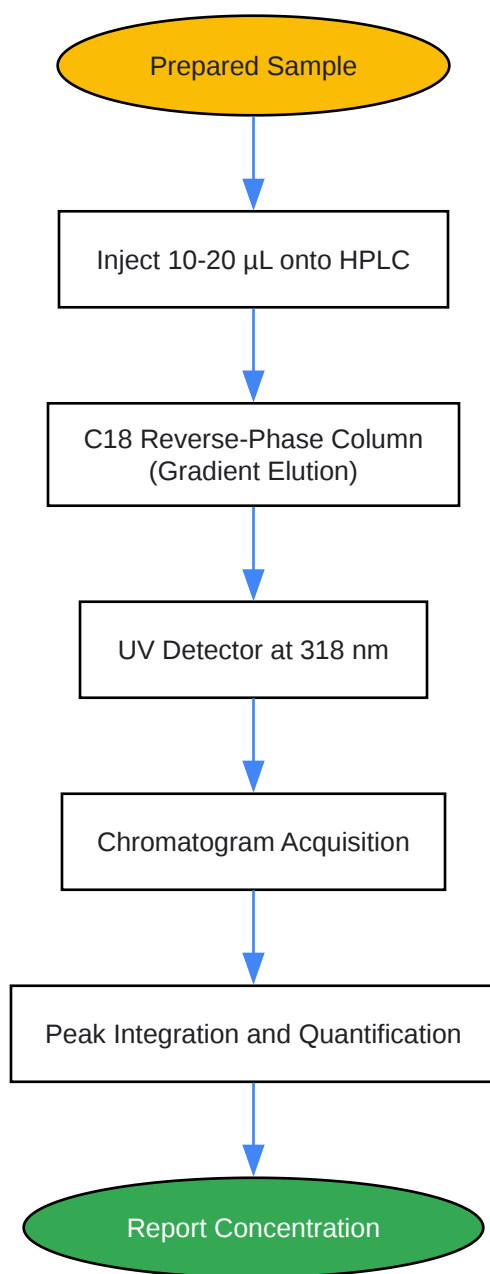 Prepared Sample
Inject 10-20 µL onto HPLC
C18 Reverse-Phase Column
(Gradient Elution)
UV Detector at 318 nm
Chromatogram Acquisition
Peak Integration and Quantification
Report Concentration